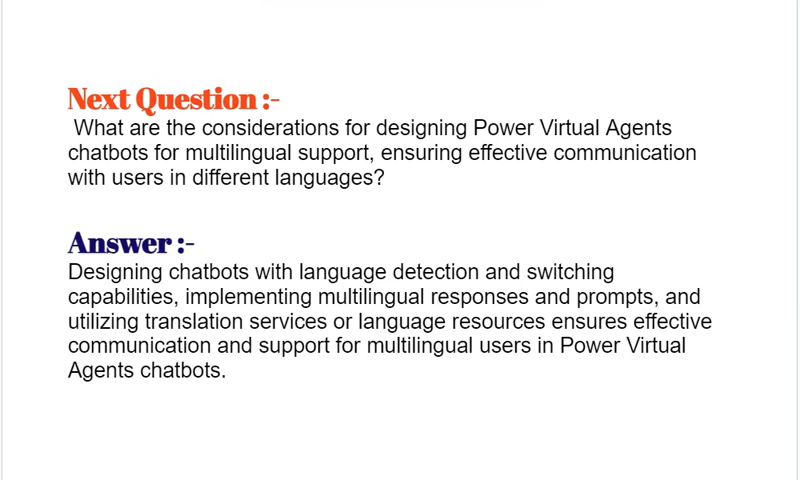 Next Question :-
What are the considerations for designing Power Virtual Agents
chatbots for multilingual support, ensuring effective communication
with users in different languages?
Answer :-
Designing chatbots with language detection and switching
capabilities, implementing multilingual responses and prompts, and
utilizing translation services or language resources ensures effective
communication and support for multilingual users in Power Virtual
Agents chatbots.